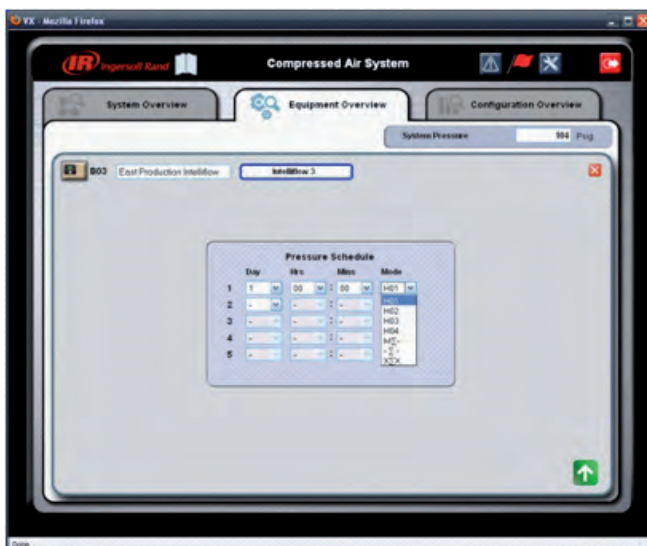 VX - Mozilla Firefox
IR Ingersoll Rand
Compressed Air System
System Overview
Equipment Overview
Configuration Overview
System Pressure
104 Psig
B03 East Production Intelliflow Intelliflow 3
Pressure Schedule
Day Hrs Mins Mode
1 1 00 : 00 H01
2 - - : -
3 - - : -
4 - - : -
5 - - : -
H01
H02
H03
H04
Done